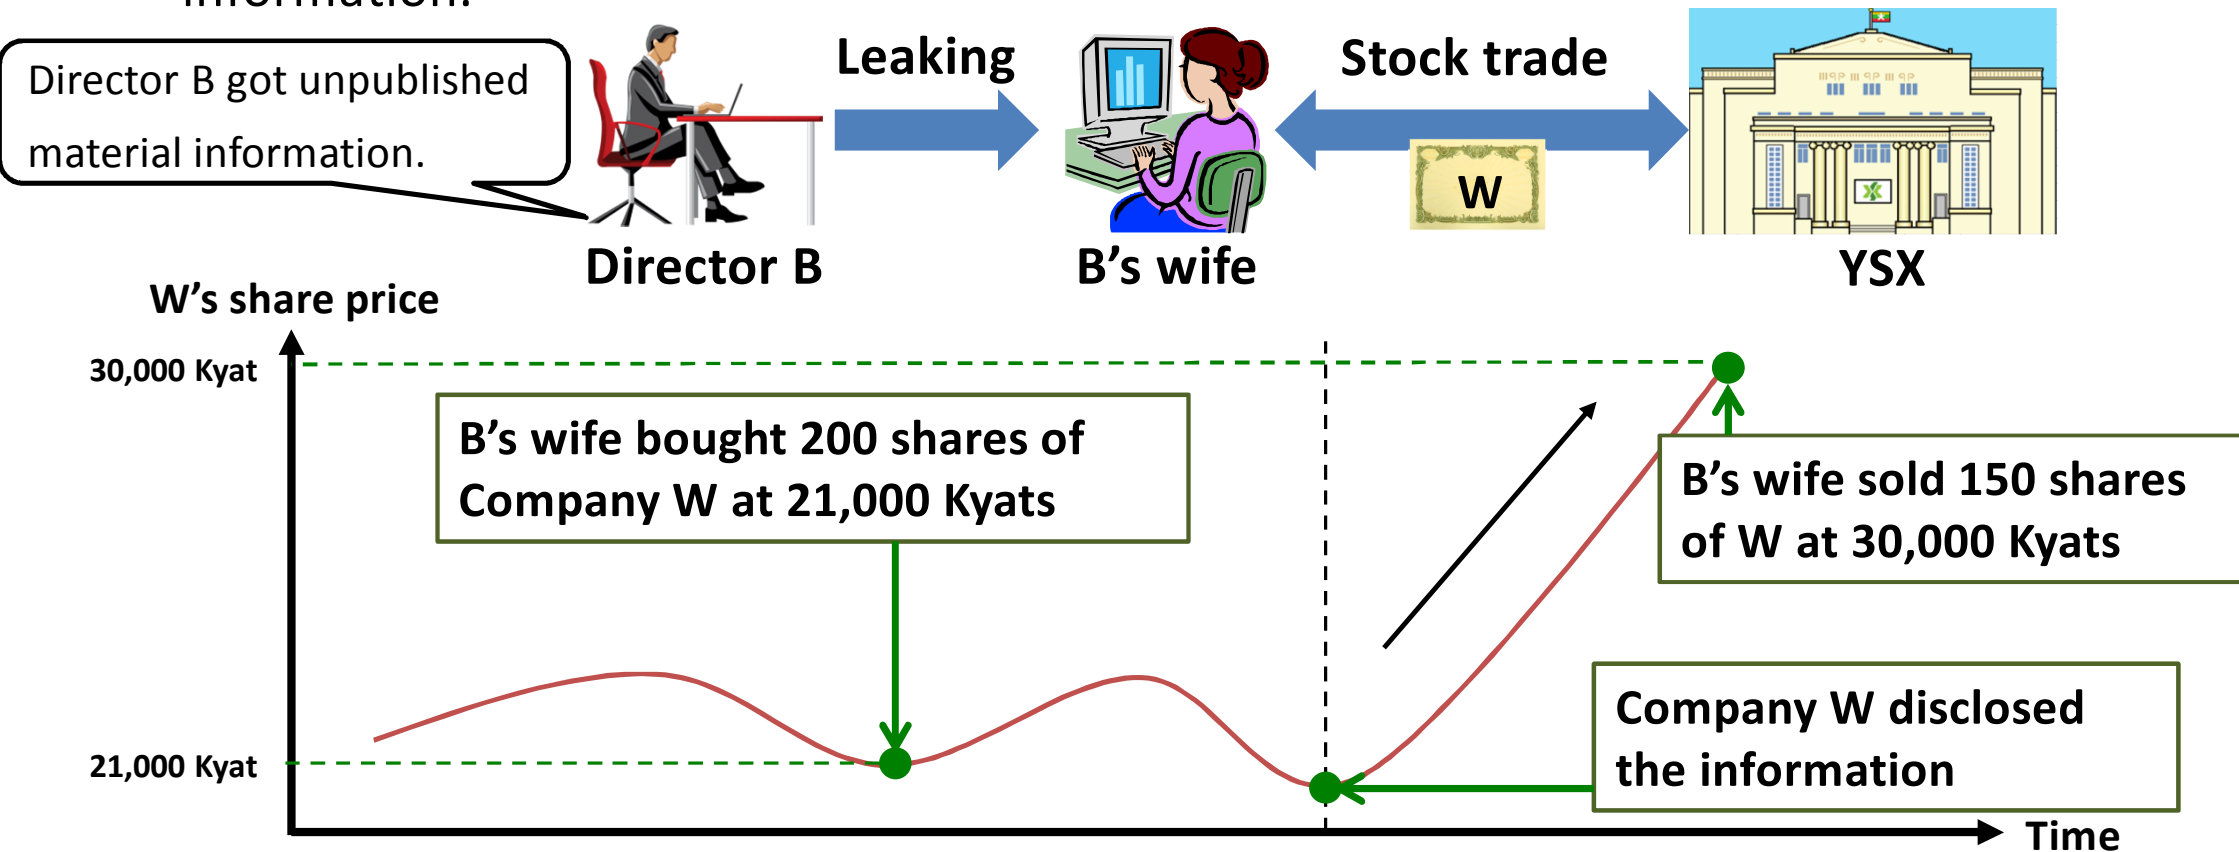 information.
Director B got unpublished
material information.
Leaking
Stock trade
W
Director B
B's wife
YSX
W's share price
30,000 Kyat
B's wife bought 200 shares of
Company W at 21,000 Kyats
B's wife sold 150 shares
of W at 30,000 Kyats
Company W disclosed
the information
21,000 Kyat
Time